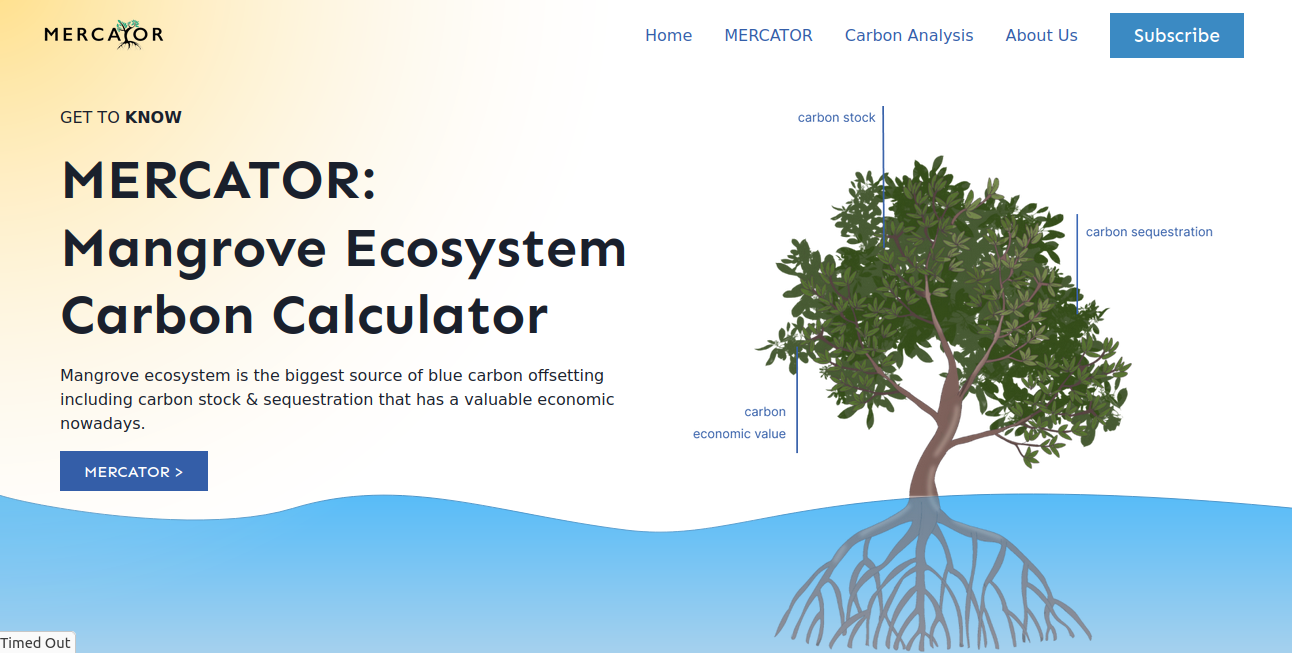 MERCATOR
Home
MERCATOR
Carbon Analysis
About Us
Subscribe
GET TO KNOW
MERCATOR:
Mangrove Ecosystem
Carbon Calculator
Mangrove ecosystem is the biggest source of blue carbon offsetting
including carbon stock & sequestration that has a valuable economic
nowadays.
MERCATOR >
carbon stock
carbon sequestration
carbon
economic value
Timed Out